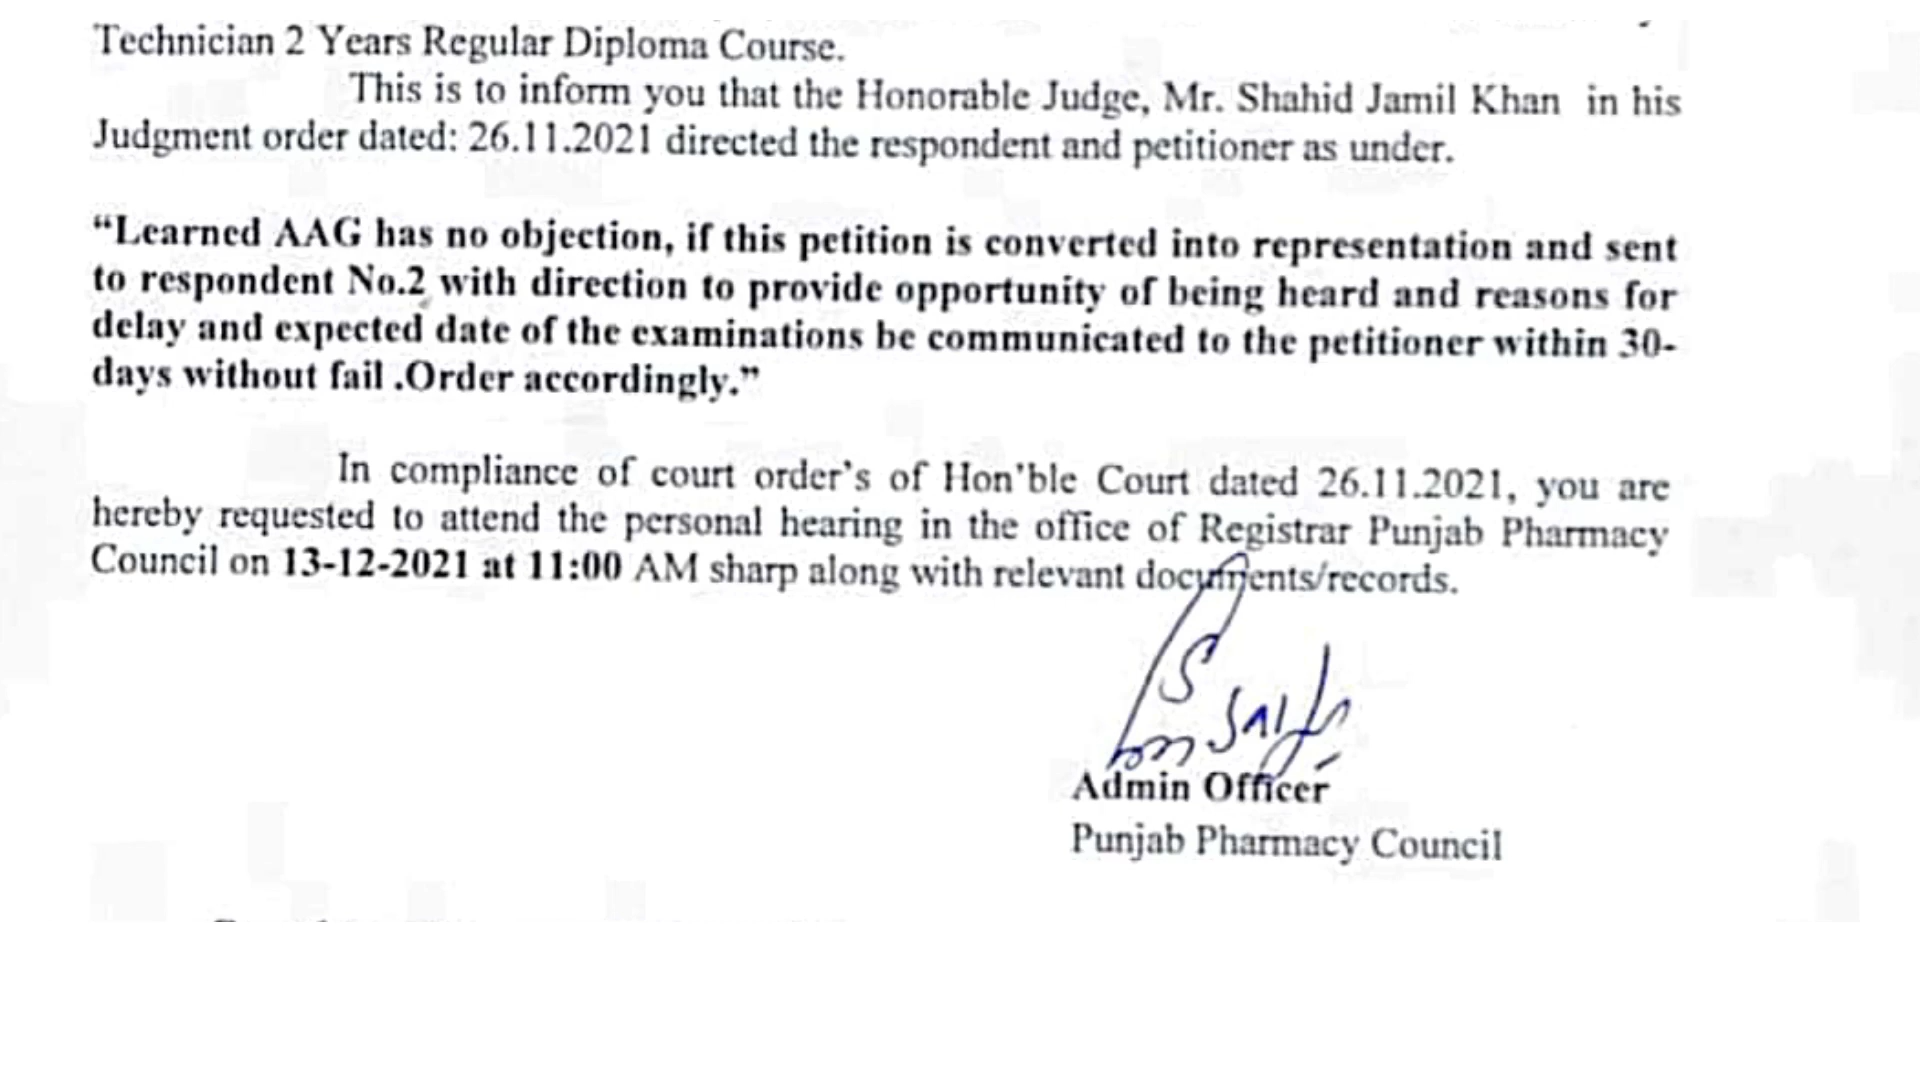 Technician 2 Years Regular Diploma Course.
This is to inform you that the Honorable Judge, Mr. Shahid Jamil Khan in his
Judgment order dated: 26.11.2021 directed the respondent and petitioner as under.
“Learned AAG has no objection, if this petition is converted into representation and sent
to respondent No.2 with direction to provide opportunity of being heard and reasons for
delay and expected date of the examinations be communicated to the petitioner within 30-
days without fail .Order accordingly.”
In compliance of court order’s of Hon'ble Court dated 26.11.2021, you are
hereby requested to attend the personal hearing in the office of Registrar Punjab Pharmacy
Council on 13-12-2021 at 11:00 AM sharp along with relevant documents/records.
Admin Officer
Punjab Pharmacy Council